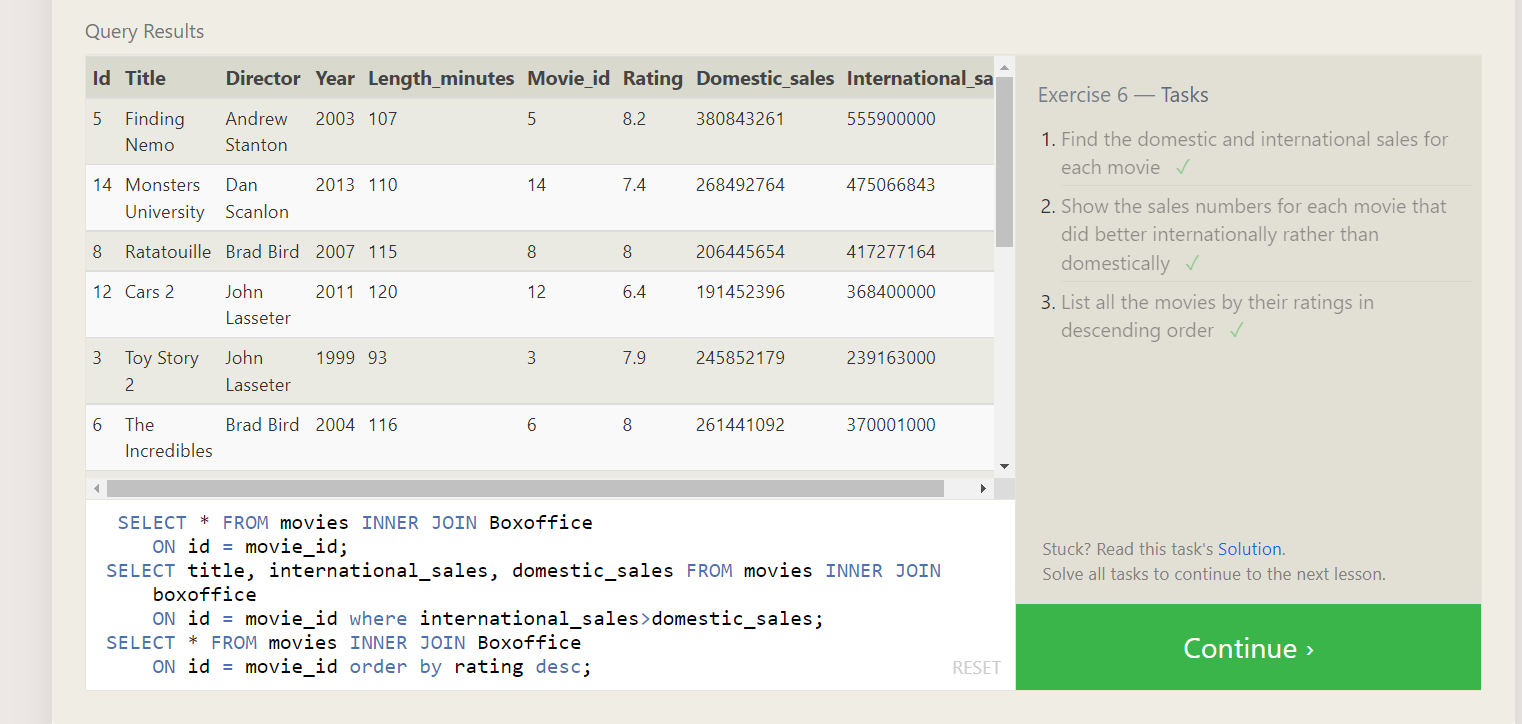 Query Results
Id Title Director Year Length_minutes Movie_id Rating Domestic_sales International_sa
5 Finding Andrew 2003 107 5 8.2 380843261 555900000
Nemo Stanton
14 Monsters Dan 2013 110 14 7.4 268492764 475066843
University Scanlon
8 Ratatouille Brad Bird 2007 115 8 8 206445654 417277164
12 Cars 2 John 2011 120 12 6.4 191452396 368400000
Lasseter
3 Toy Story John 1999 93 3 7.9 245852179 239163000
2 Lasseter
6 The Brad Bird 2004 116 6 8 261441092 370001000
Incredibles
SELECT * FROM movies INNER JOIN Boxoffice
ON id = movie_id;
SELECT title, international_sales, domestic_sales FROM movies INNER JOIN
boxoffice
ON id = movie_id where international_sales>domestic_sales;
SELECT * FROM movies INNER JOIN Boxoffice
ON id = movie_id order by rating desc;
RESET
Exercise 6 — Tasks
1. Find the domestic and international sales for
each movie ✓
2. Show the sales numbers for each movie that
did better internationally rather than
domestically ✓
3. List all the movies by their ratings in
descending order ✓
Stuck? Read this task's Solution.
Solve all tasks to continue to the next lesson.
Continue ›